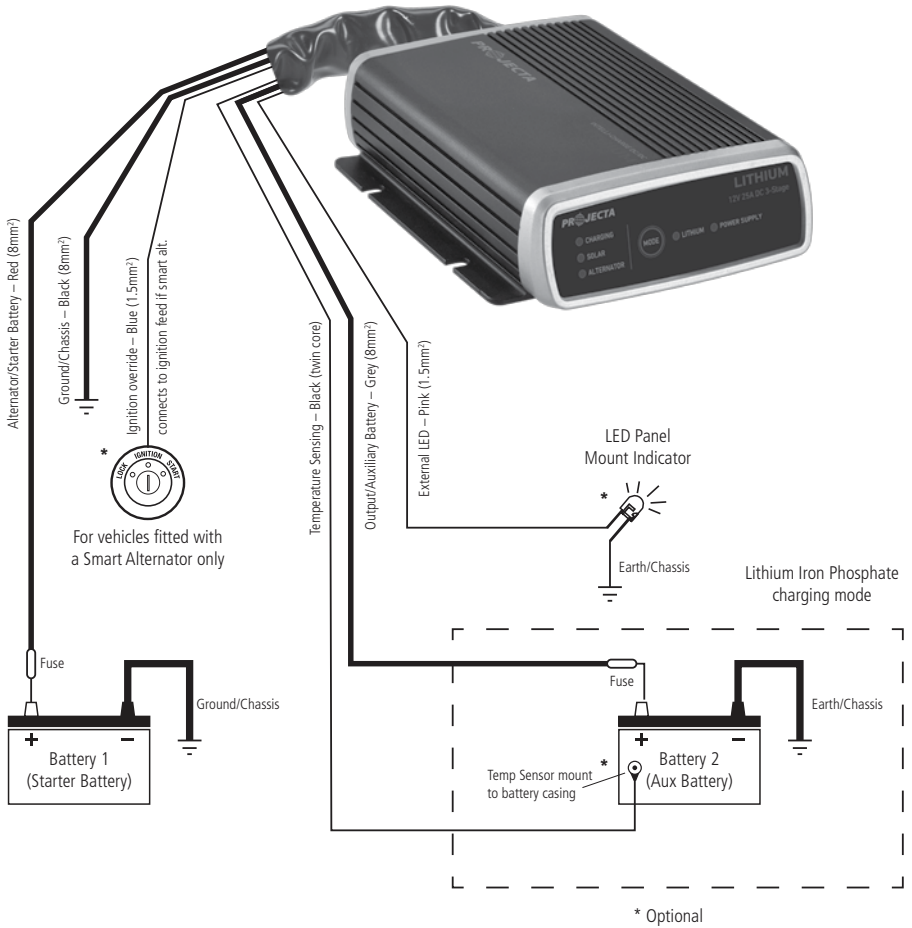 PROJECTA
LITHIUM
12V 25A DC 3-Stage
PROJECTA
CHARGING
SOLAR
ALTERNATOR
MODE
LITHIUM
POWER SUPPLY
Alternator/Starter Battery – Red (8mm²)
Ground/Chassis – Black (8mm²)
Ignition override – Blue (1.5mm²)
connects to ignition feed if smart alt.
Temperature Sensing – Black (twin core)
Output/Auxiliary Battery – Grey (8mm²)
External LED – Pink (1.5mm²)
*
LOCK IGNITION START
For vehicles fitted with
a Smart Alternator only
LED Panel
Mount Indicator
*
Earth/Chassis
Lithium Iron Phosphate
charging mode
Fuse
Ground/Chassis
+ –
Battery 1
(Starter Battery)
Fuse
Earth/Chassis
+ –
*
Battery 2
(Aux Battery)
Temp Sensor mount
to battery casing
* Optional